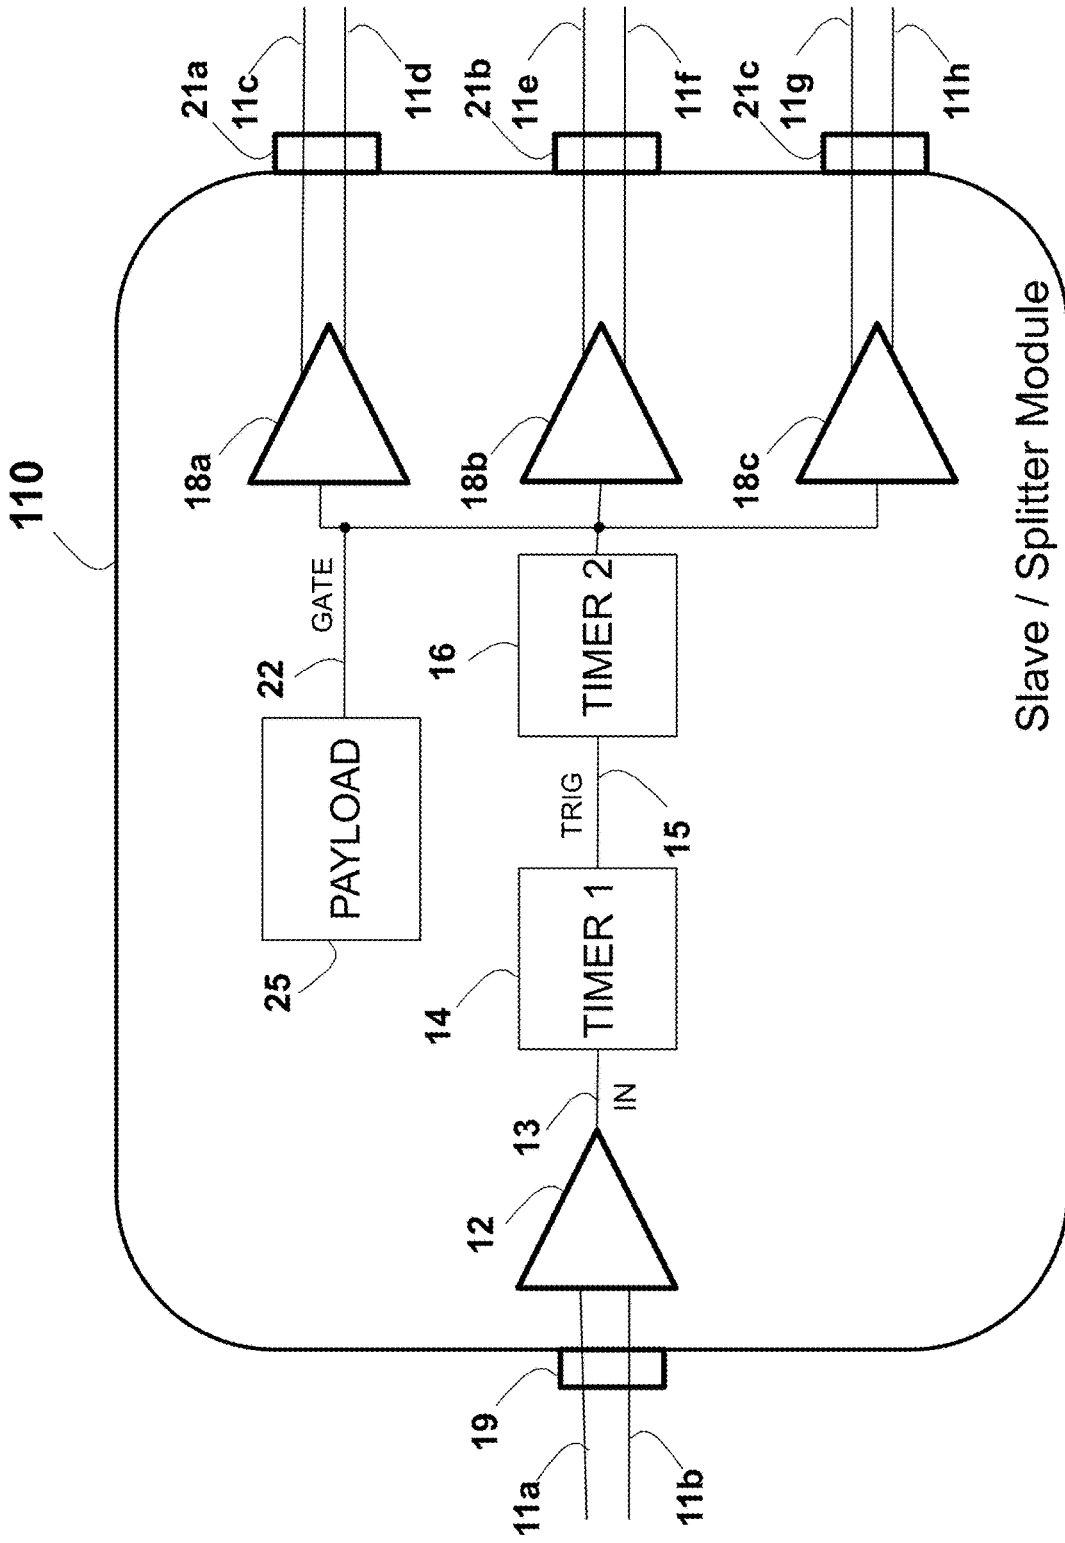 110
21a
11c
11d
18a
GATE
22
PAYLOAD
25
21b
11e
11f
18b
TIMER 2
16
TRIG
15
TIMER 1
14
IN
13
12
19
11a
11b
21c
11g
11h
18c
Slave / Splitter Module